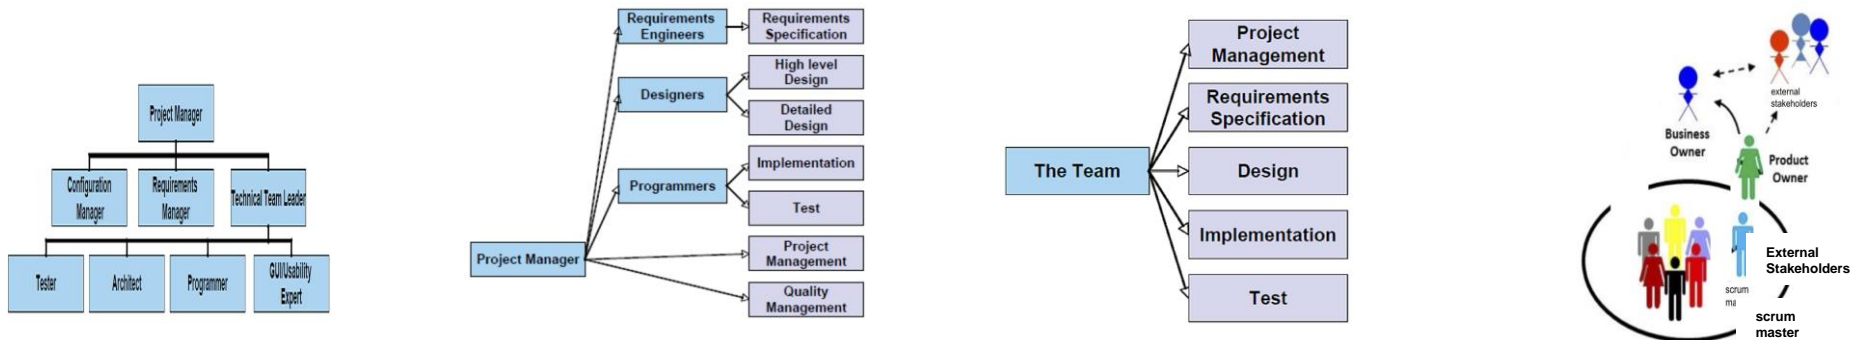 Project Manager
Configuration
Manager
Requirements
Manager
Technical Team Leader
Tester
Architect
Programmer
GUI/Usability
Expert
Requirements
Engineers
Requirements
Specification
Designers
High level
Design
Detailed
Design
Programmers
Implementation
Test
Project Manager
Project
Management
Quality
Management
The Team
Project
Management
Requirements
Specification
Design
Implementation
Test
external
stakeholders
Business
Owner
Product
Owner
External
Stakeholders
scrum
ma
scrum
master